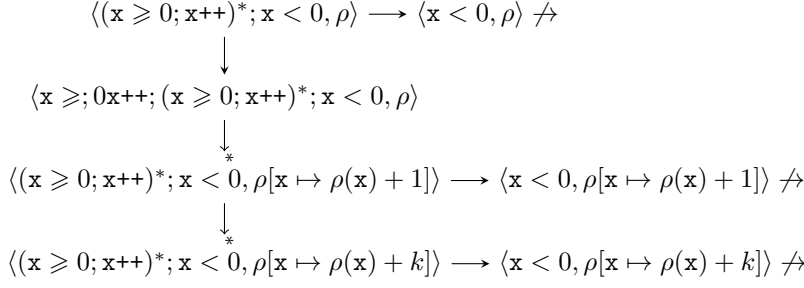 ⟨(x ⩾ 0; x++)*; x < 0, ρ⟩ ⟶ ⟨x < 0, ρ⟩ ↛
↓
⟨x ⩾; 0x++; (x ⩾ 0; x++)*; x < 0, ρ⟩
↓*
⟨(x ⩾ 0; x++)*; x < 0, ρ[x ↦ ρ(x) + 1]⟩ ⟶ ⟨x < 0, ρ[x ↦ ρ(x) + 1]⟩ ↛
↓*
⟨(x ⩾ 0; x++)*; x < 0, ρ[x ↦ ρ(x) + k]⟩ ⟶ ⟨x < 0, ρ[x ↦ ρ(x) + k]⟩ ↛